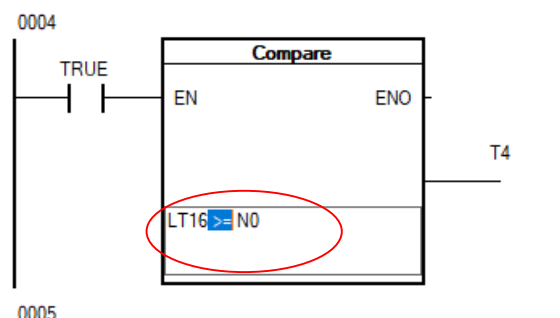 0004
TRUE
Compare
EN ENO
T4
LT16 >= N0
0005